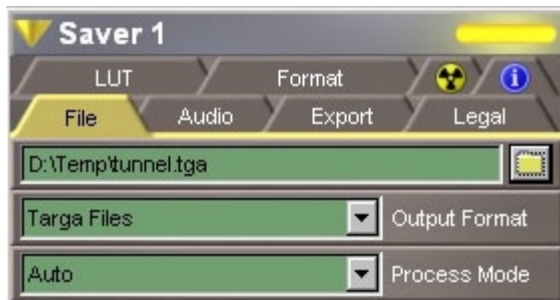 Saver 1
LUT Format
File Audio Export Legal
D:\Temp\tunnel.tga
Targa Files Output Format
Auto Process Mode